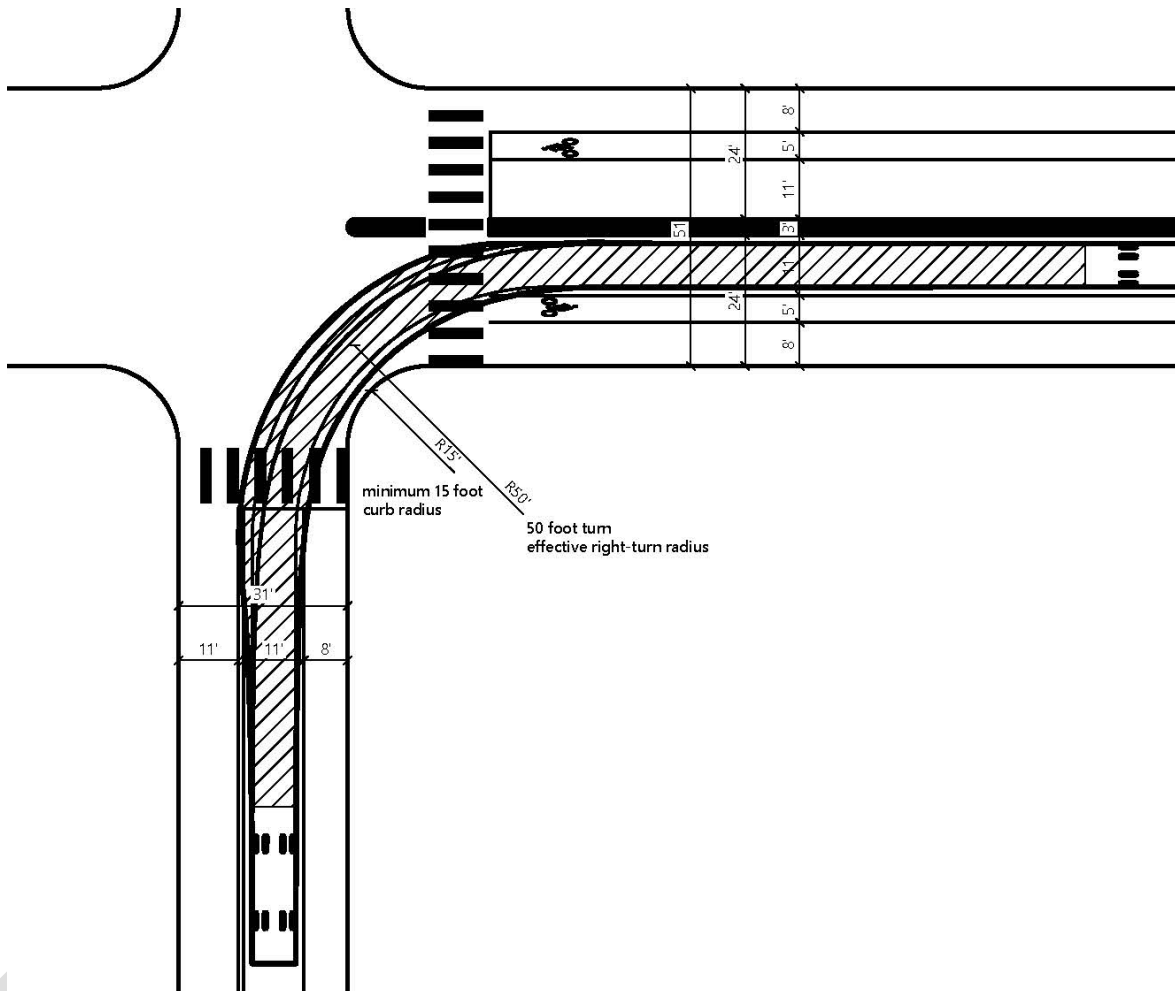 8'
5'
24'
11'
51
3'
11
24'
5'
8'
R15'
R50'
minimum 15 foot
curb radius
50 foot turn
effective right-turn radius
31'
11'
11'
8'